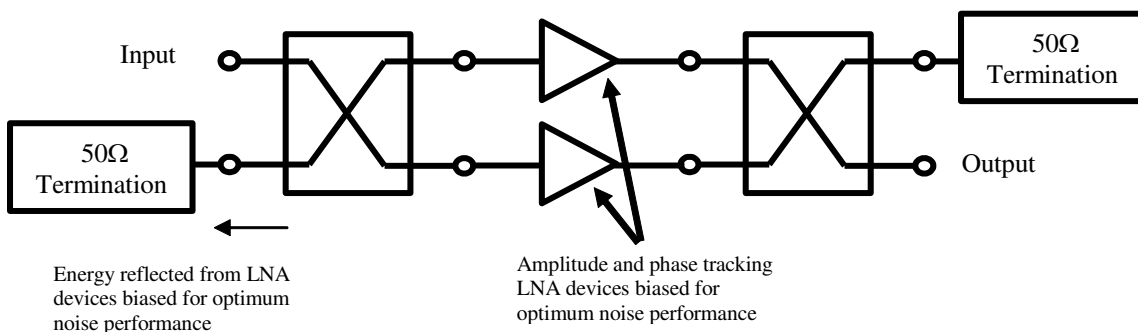 Input
50Ω
Termination
50Ω
Termination
Output
Energy reflected from LNA
devices biased for optimum
noise performance
Amplitude and phase tracking
LNA devices biased for
optimum noise performance